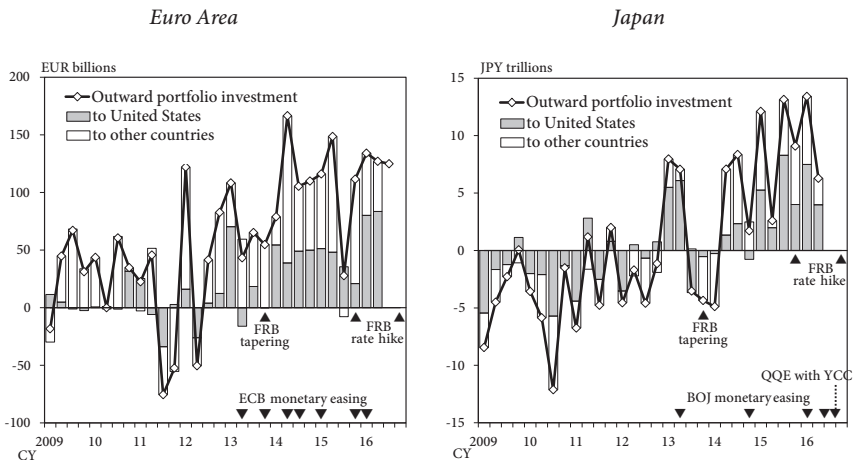 Euro Area
EUR billions
200
150
100
50
0
-50
-100
Outward portfolio investment
to United States
to other countries
FRB
tapering
FRB
rate hike
ECB monetary easing
2009 10 11 12 13 14 15 16
CY
Japan
JPY trillions
15
10
5
0
-5
-10
-15
Outward portfolio investment
to United States
to other countries
FRB
rate hike
FRB
tapering
QQE with YCC
BOJ monetary easing
2009 10 11 12 13 14 15 16
CY